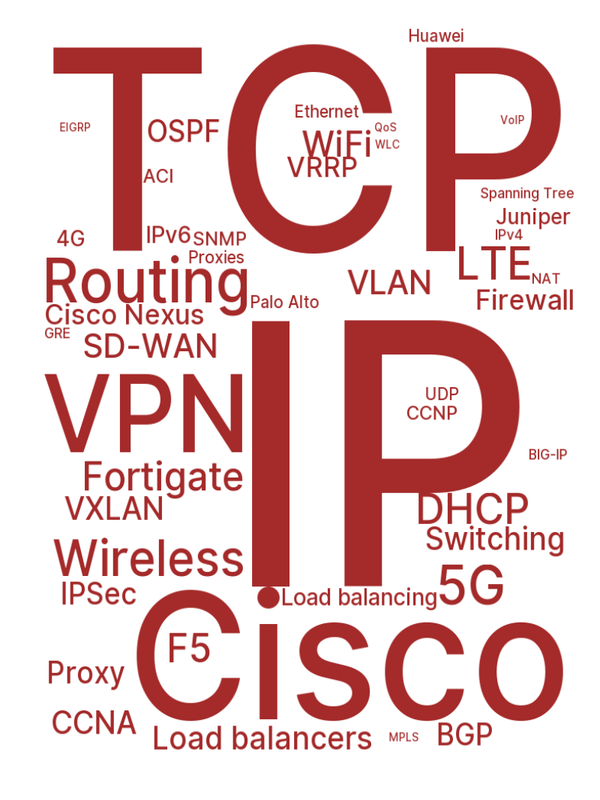 Huawei
TCP
Ethernet
EIGRP
OSPF
QoS
VoIP
WiFi
WLC
VRRP
ACI
Spanning Tree
Juniper
4G
IPv6
SNMP
IPv4
Proxies
LTE
Routing
VLAN
NAT
Palo Alto
Firewall
Cisco Nexus
GRE
SD-WAN
IP
VPN
UDP
CCNP
BIG-IP
Fortigate
VXLAN
DHCP
Switching
Wireless
IPSec
Load balancing
5G
Cisco
F5
Proxy
CCNA
Load balancers
MPLS
BGP